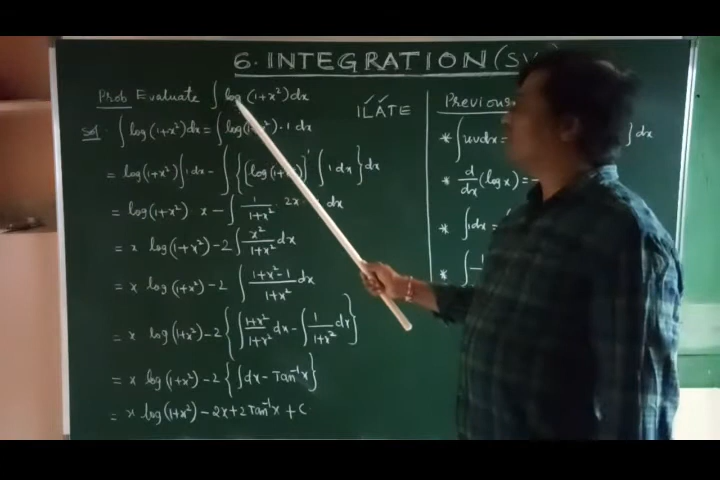 6. INTEGRATION (SV
Prob Evaluate ∫ log (1+x²) dx
ILATE
Sol: ∫ log(1+x²) dx = ∫ log(1+x²)·1 dx
= log(1+x²) ∫ 1 dx − ∫ { (log(1+x²))' ∫ 1 dx } dx
= log(1+x²) x − ∫ 1/(1+x²) · 2x · dx
= x log(1+x²) − 2 ∫ x²/(1+x²) dx
= x log(1+x²) − 2 ∫ (1+x²−1)/(1+x²) dx
= x log(1+x²) − 2 { ∫ (1+x²)/(1+x²) dx − ∫ 1/(1+x²) dx }
= x log(1+x²) − 2 { ∫ dx − Tan⁻¹x }
= x log(1+x²) − 2x + 2Tan⁻¹x + C
Previous
* ∫ uv dx = } dx
* d/dx (log x) =
* ∫ 1dx =
* ∫ 1